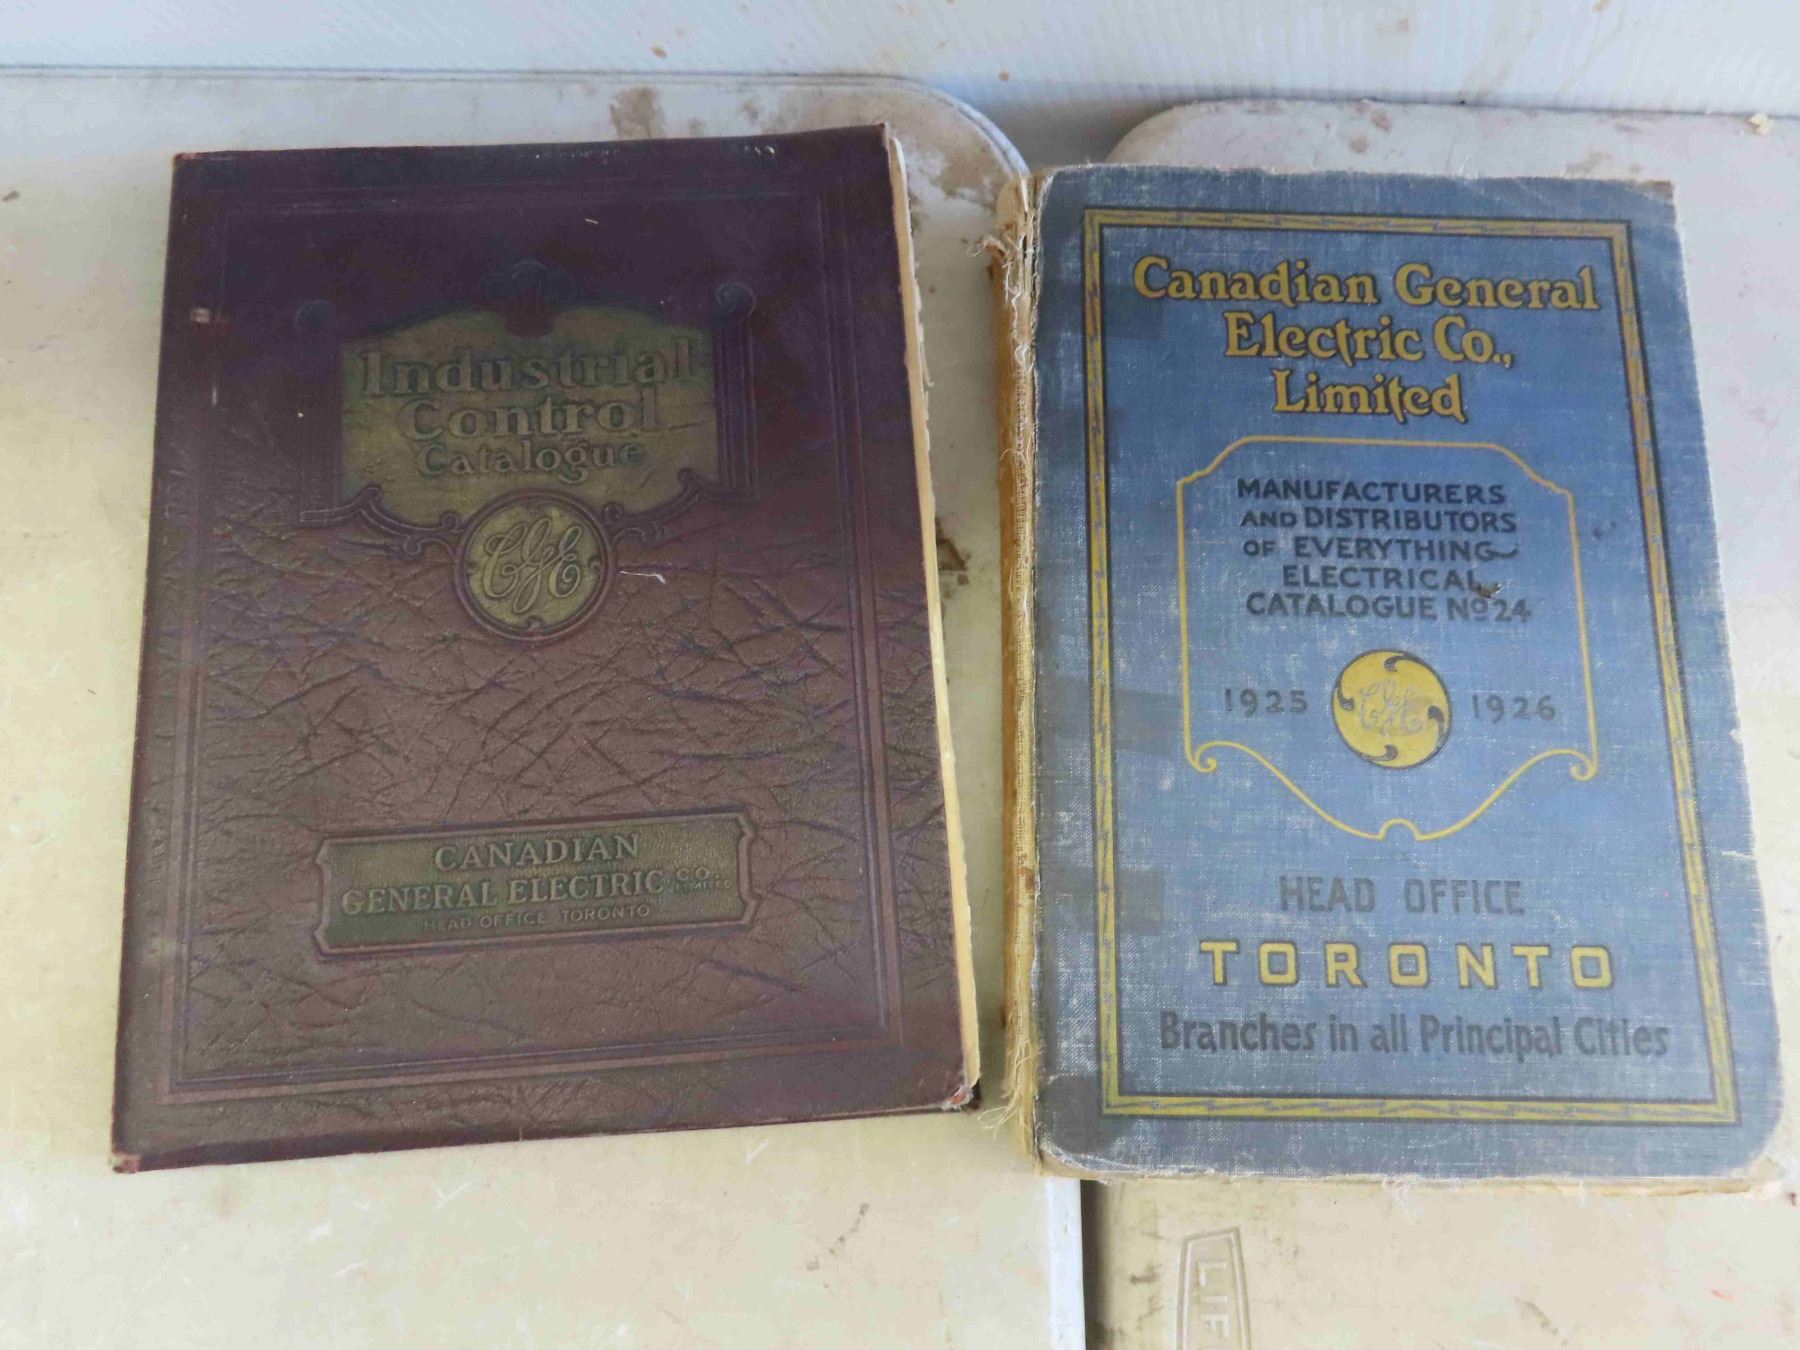 Industrial
Control
Catalogue
CGE
CANADIAN
GENERAL ELECTRIC CO. LIMITED
HEAD OFFICE TORONTO
Canadian General
Electric Co.,
Limited
MANUFACTURERS
AND DISTRIBUTORS
OF EVERYTHING
ELECTRICAL
CATALOGUE No 24
1925 CGE 1926
HEAD OFFICE
TORONTO
Branches in all Principal Cities